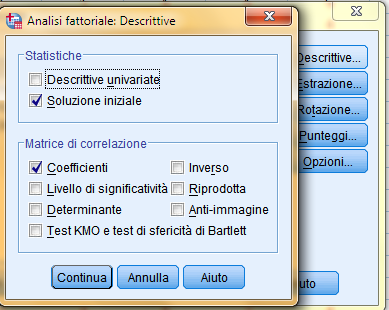 Analisi fattoriale: Descrittive
Statistiche
Descrittive univariate
Soluzione iniziale
Matrice di correlazione
Coefficienti Inverso
Livello di significatività Riprodotta
Determinante Anti-immagine
Test KMO e test di sfericità di Bartlett
Continua Annulla Aiuto
Descrittive...
Estrazione...
Rotazione...
Punteggi...
Opzioni...
uto